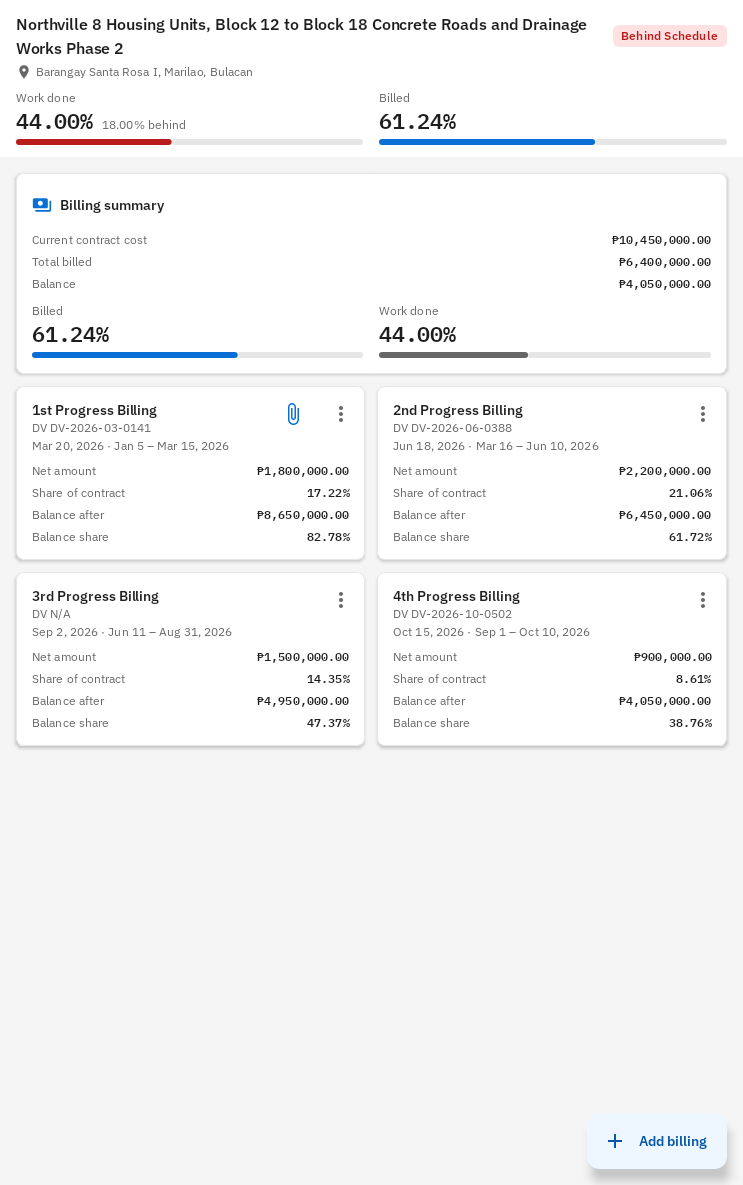 Northville 8 Housing Units, Block 12 to Block 18 Concrete Roads and Drainage
Works Phase 2
Behind Schedule
Barangay Santa Rosa I, Marilao, Bulacan
Work done
44.00% 18.00% behind
Billed
61.24%
Billing summary
Current contract cost ₱10,450,000.00
Total billed ₱6,400,000.00
Balance ₱4,050,000.00
Billed
61.24%
Work done
44.00%
1st Progress Billing
DV DV-2026-03-0141
Mar 20, 2026 · Jan 5 – Mar 15, 2026
Net amount ₱1,800,000.00
Share of contract 17.22%
Balance after ₱8,650,000.00
Balance share 82.78%
2nd Progress Billing
DV DV-2026-06-0388
Jun 18, 2026 · Mar 16 – Jun 10, 2026
Net amount ₱2,200,000.00
Share of contract 21.06%
Balance after ₱6,450,000.00
Balance share 61.72%
3rd Progress Billing
DV N/A
Sep 2, 2026 · Jun 11 – Aug 31, 2026
Net amount ₱1,500,000.00
Share of contract 14.35%
Balance after ₱4,950,000.00
Balance share 47.37%
4th Progress Billing
DV DV-2026-10-0502
Oct 15, 2026 · Sep 1 – Oct 10, 2026
Net amount ₱900,000.00
Share of contract 8.61%
Balance after ₱4,050,000.00
Balance share 38.76%
Add billing